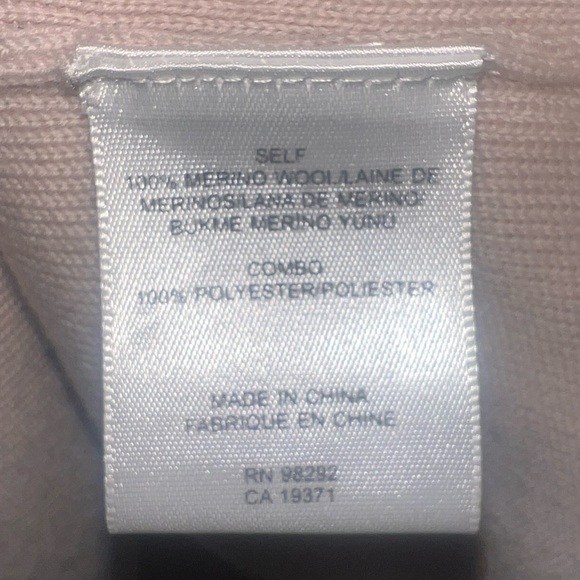 SELF
100% MERINO WOOL/LAINE DE
MERINOS/LANA DE MERINO/
BUKME MERINO YUNU
COMBO
100% POLYESTER/POLIESTER
MADE IN CHINA
FABRIQUE EN CHINE
RN 98292
CA 19371